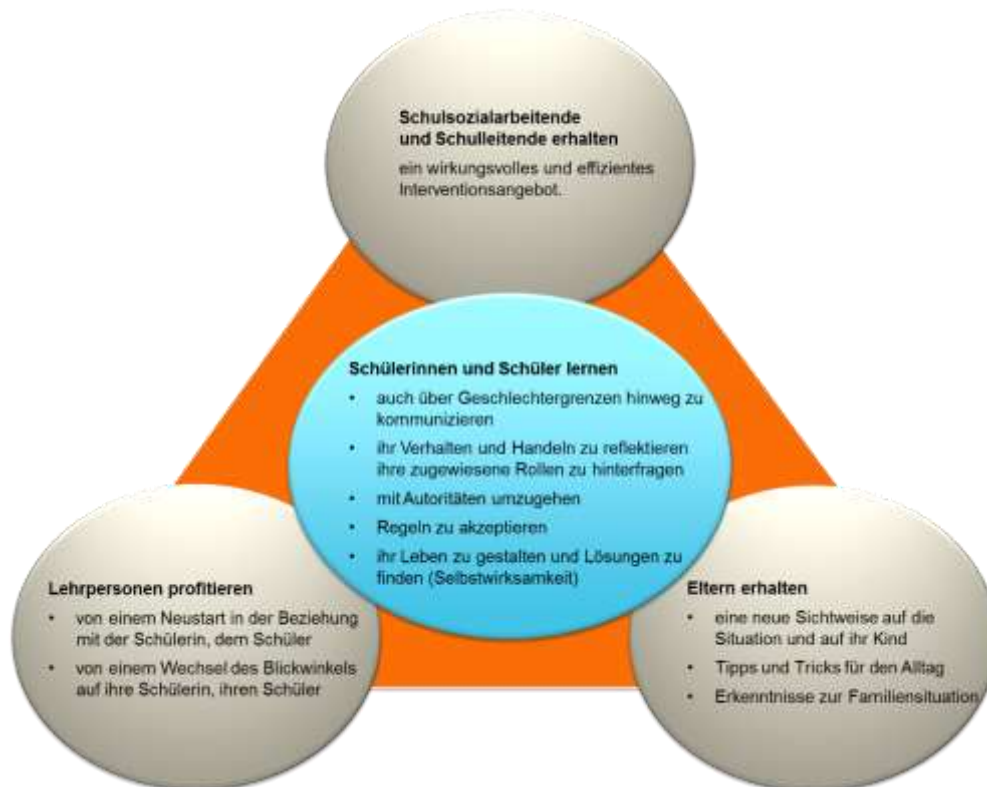 Schulsozialarbeitende
und Schulleitende erhalten
ein wirkungsvolles und effizientes
Interventionsangebot.
Schülerinnen und Schüler lernen
• auch über Geschlechtergrenzen hinweg zu
kommunizieren
• ihr Verhalten und Handeln zu reflektieren
ihre zugewiesene Rollen zu hinterfragen
• mit Autoritäten umzugehen
• Regeln zu akzeptieren
• ihr Leben zu gestalten und Lösungen zu
finden (Selbstwirksamkeit)
Lehrpersonen profitieren
• von einem Neustart in der Beziehung
mit der Schülerin, dem Schüler
• von einem Wechsel des Blickwinkels
auf ihre Schülerin, ihren Schüler
Eltern erhalten
• eine neue Sichtweise auf die
Situation und auf ihr Kind
• Tipps und Tricks für den Alltag
• Erkenntnisse zur Familiensituation